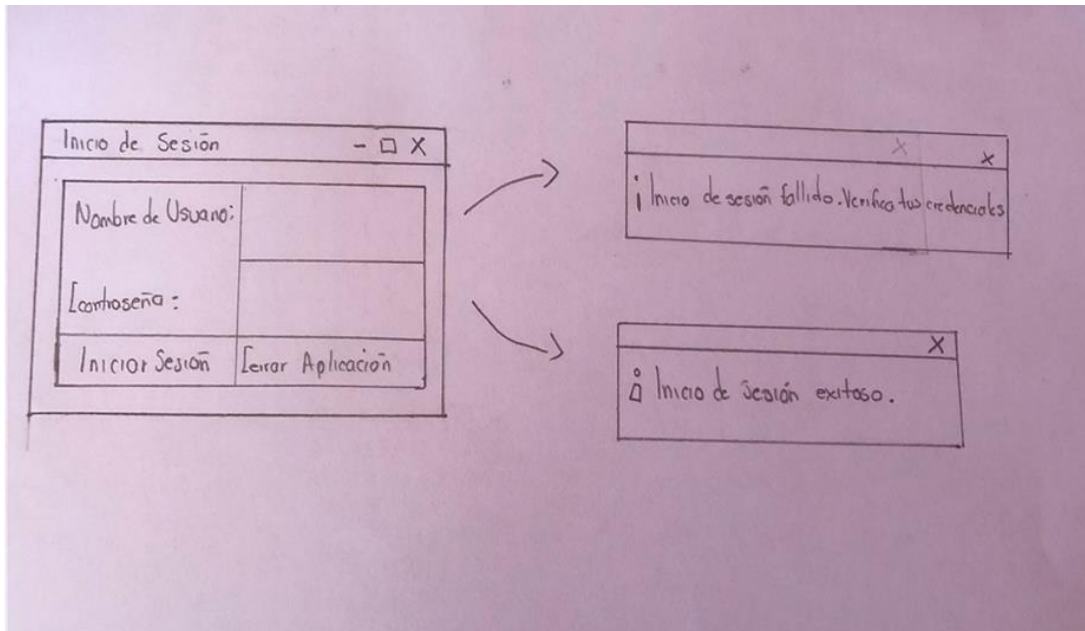 Inicio de Sesión - □ X
Nombre de Usuario:
Contraseña:
Iniciar Sesión Cerrar Aplicación
X X
¡Inicio de sesión fallido. Verifica tus credenciales
X
Inicio de sesión exitoso.